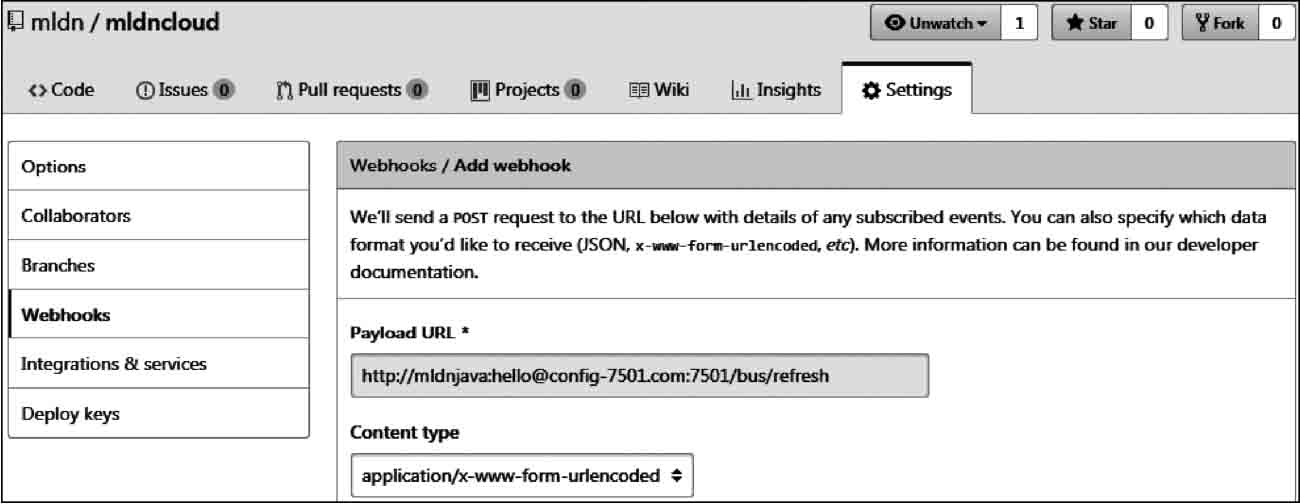 mldn / mldncloud
Unwatch 1 Star 0 Fork 0
Code Issues 0 Pull requests 0 Projects 0 Wiki Insights Settings
Options
Collaborators
Branches
Webhooks
Integrations & services
Deploy keys
Webhooks / Add webhook
We'll send a POST request to the URL below with details of any subscribed events. You can also specify which data
format you'd like to receive (JSON, x-www-form-urlencoded, etc). More information can be found in our developer
documentation.
Payload URL *
http://mldnjava:hello@config-7501.com:7501/bus/refresh
Content type
application/x-www-form-urlencoded